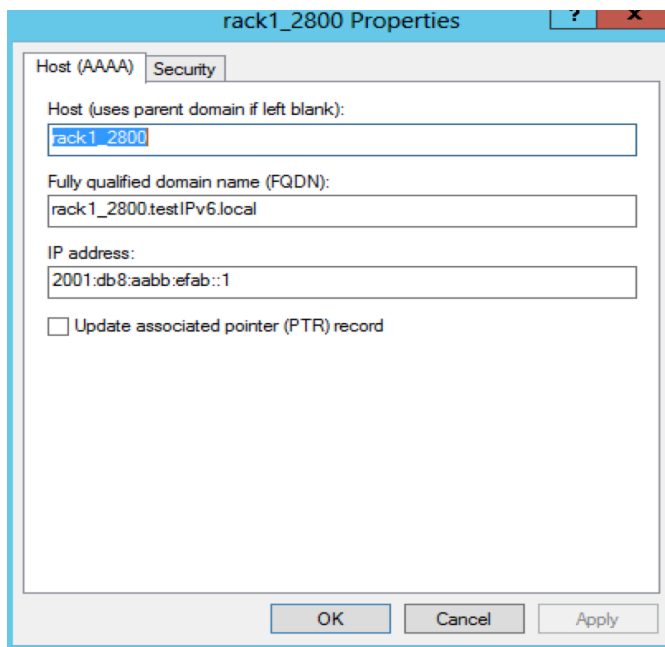 rack1_2800 Properties
? x
Host (AAAA) Security
Host (uses parent domain if left blank):
rack1_2800
Fully qualified domain name (FQDN):
rack1_2800.testIPv6.local
IP address:
2001:db8:aabb:efab::1
Update associated pointer (PTR) record
OK Cancel Apply